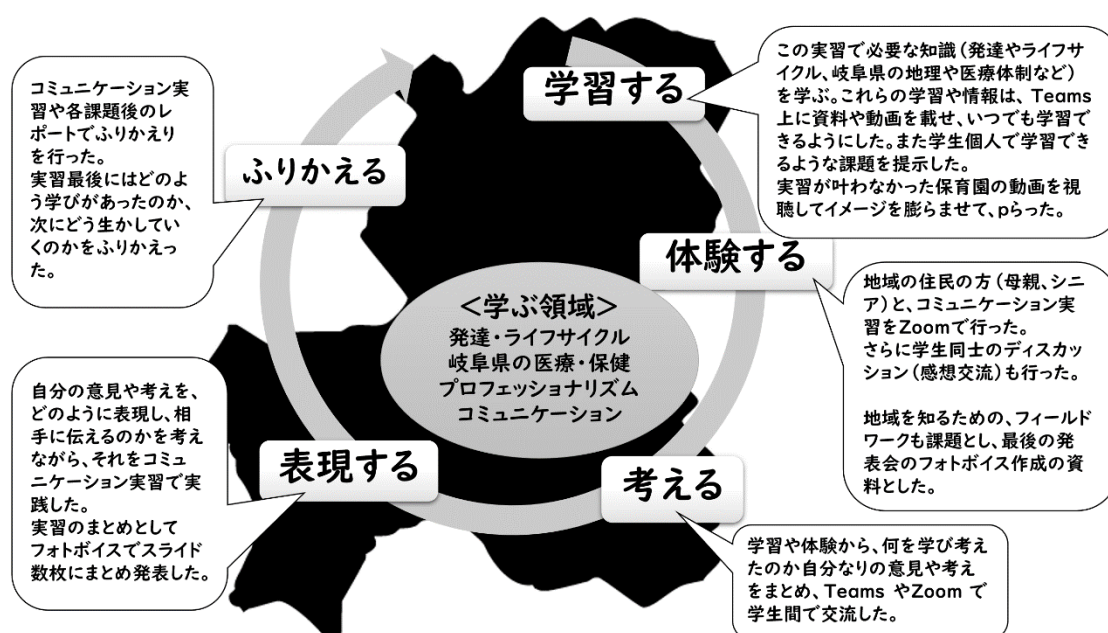 学習する
この実習で必要な知識(発達やライフサ
イクル、岐阜県の地理や医療体制など)
を学ぶ。これらの学習や情報は、Teams
上に資料や動画を載せ、いつでも学習で
きるようにした。また学生個人で学習でき
るような課題を提示した。
実習が叶わなかった保育園の動画を視
聴してイメージを膨らませて、pらった。
体験する
地域の住民の方(母親、シニ
ア)と、コミュニケーション実
習をZoomで行った。
さらに学生同士のディスカッ
ション(感想交流)も行った。
地域を知るための、フィールド
ワークも課題とし、最後の発
表会のフォトボイス作成の資
料とした。
考える
学習や体験から、何を学び考え
たのか自分なりの意見や考え
をまとめ、Teams やZoom で
学生間で交流した。
表現する
自分の意見や考えを、
どのように表現し、相
手に伝えるのかを考え
ながら、それをコミュ
ニケーション実習で実
践した。
実習のまとめとして
フォトボイスでスライド
数枚にまとめ発表した。
ふりかえる
コミュニケーション実
習や各課題後のレ
ポートでふりかえり
を行った。
実習最後にはどのよ
う学びがあったのか、
次にどう生かしてい
くのかをふりかえっ
た。
<学ぶ領域>
発達・ライフサイクル
岐阜県の医療・保健
プロフェッショナリズム
コミュニケーション